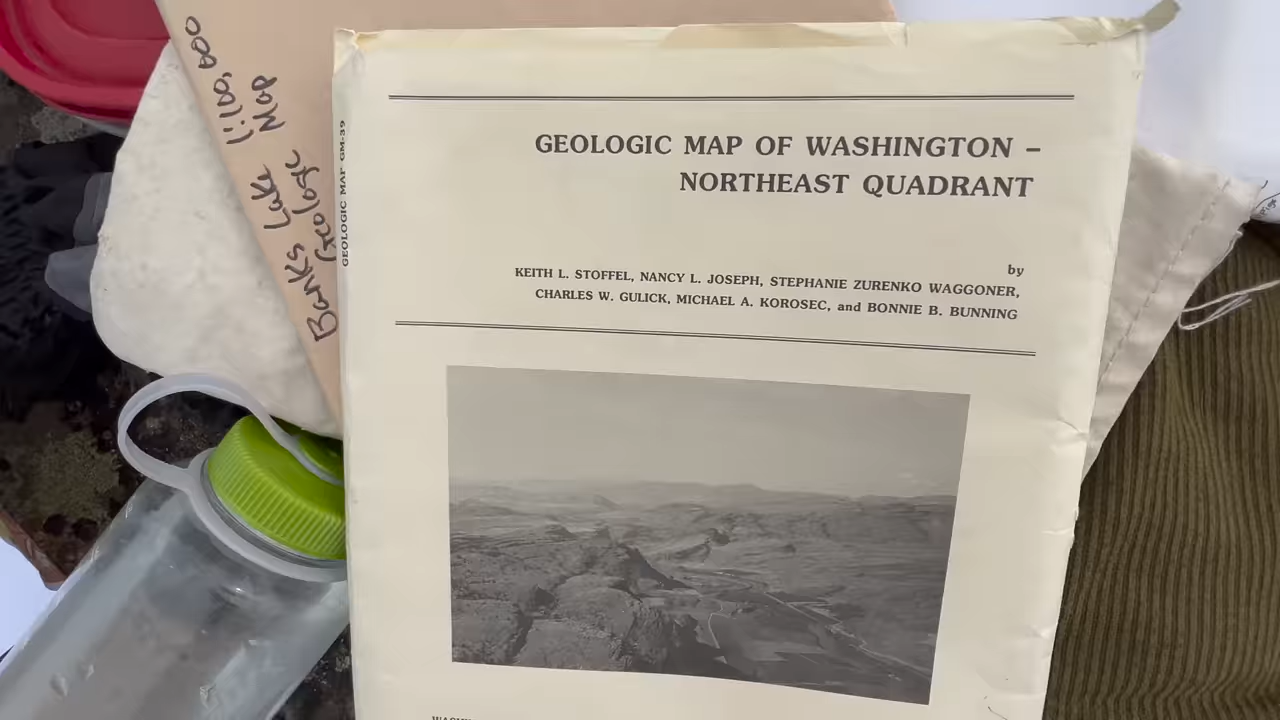 Banks Lake 1:100,000
Geologic Map
GEOLOGIC MAP GM-39
GEOLOGIC MAP OF WASHINGTON –
NORTHEAST QUADRANT
by
KEITH L. STOFFEL, NANCY L. JOSEPH, STEPHANIE ZURENKO WAGGONER,
CHARLES W. GULICK, MICHAEL A. KOROSEC, and BONNIE B. BUNNING